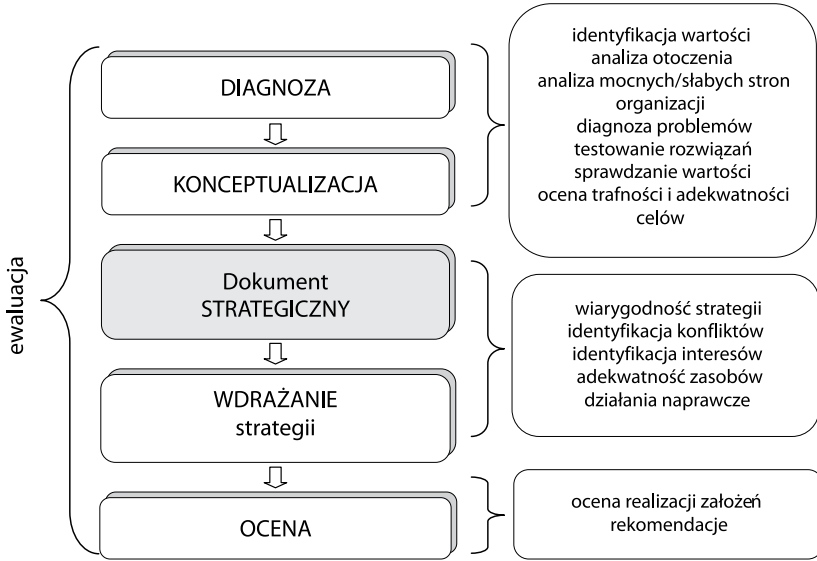 ewaluacja
DIAGNOZA
KONCEPTUALIZACJA
Dokument
STRATEGICZNY
WDRAŻANIE
strategii
OCENA
identyfikacja wartości
analiza otoczenia
analiza mocnych/słabych stron
organizacji
diagnoza problemów
testowanie rozwiązań
sprawdzanie wartości
ocena trafności i adekwatności
celów
wiarygodność strategii
identyfikacja konfliktów
identyfikacja interesów
adekwatność zasobów
działania naprawcze
ocena realizacji założeń
rekomendacje